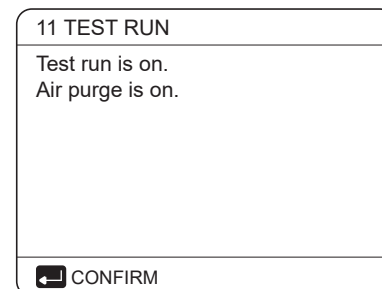 11 TEST RUN
Test run is on.
Air purge is on.
CONFIRM